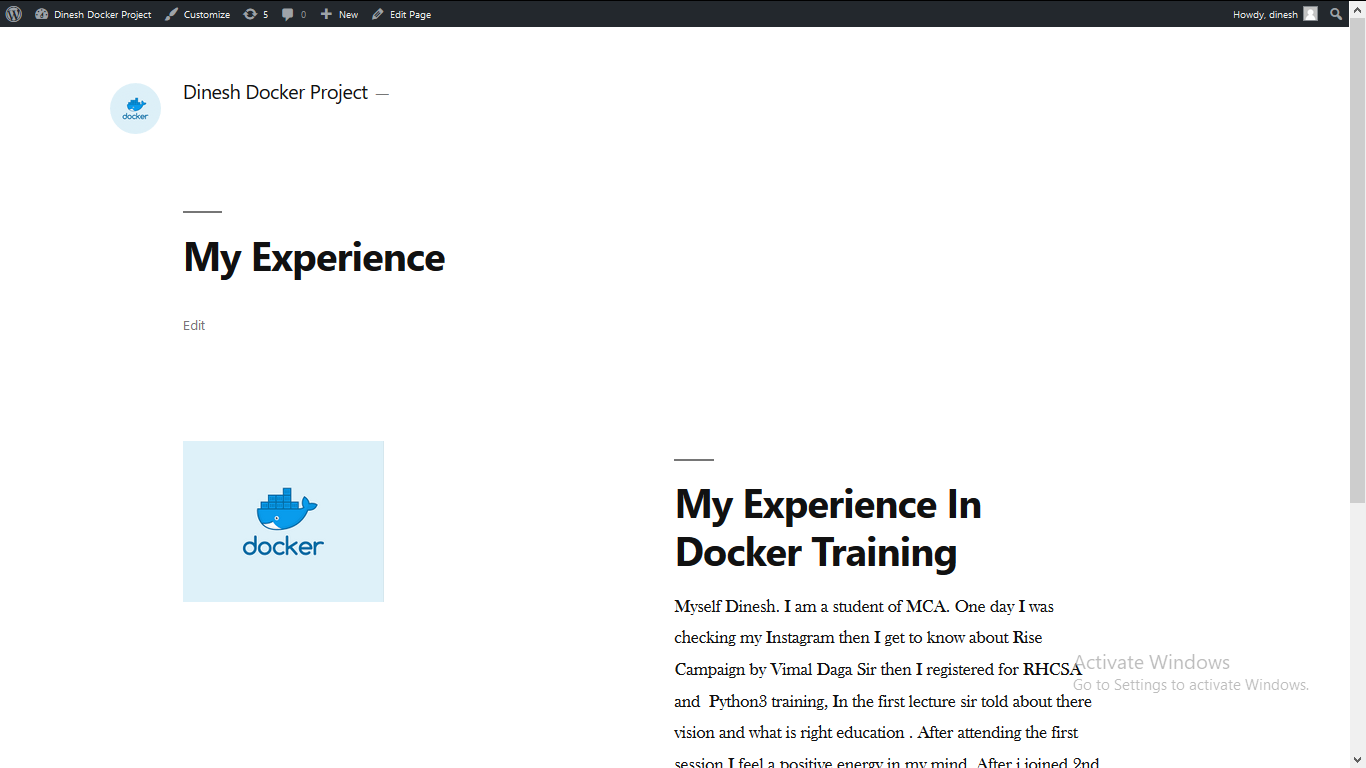 Dinesh Docker Project Customize 5 0 New Edit Page Howdy, dinesh
docker
Dinesh Docker Project —
My Experience
Edit
docker
My Experience In
Docker Training
Myself Dinesh. I am a student of MCA. One day I was
checking my Instagram then I get to know about Rise
Campaign by Vimal Daga Sir then I registered for RHCSA
and Python3 training, In the first lecture sir told about there
vision and what is right education . After attending the first
session I feel a positive energy in my mind. After i joined 2nd
Activate Windows
Go to Settings to activate Windows.